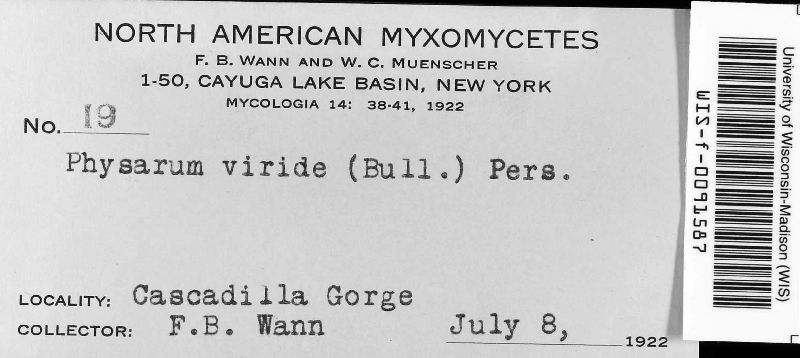 NORTH AMERICAN MYXOMYCETES
F. B. WANN AND W. C. MUENSCHER
1-50, CAYUGA LAKE BASIN, NEW YORK
MYCOLOGIA 14: 38-41, 1922
No. 19
Physarum viride (Bull.) Pers.
LOCALITY: Cascadilla Gorge
COLLECTOR: F.B. Wann July 8, 1922
University of Wisconsin-Madison (WIS)
WIS-f-0091587